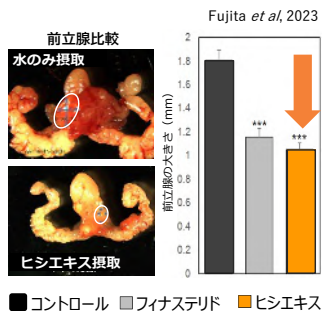 Fujita et al, 2023
前立腺比較
水のみ摂取
ヒシエキス摂取
前立腺の大きさ (mm)
2
1.8
1.6
1.4
1.2
1
0.8
0.6
0.4
0.2
0
***
***
コントロール フィナステリド ヒシエキス